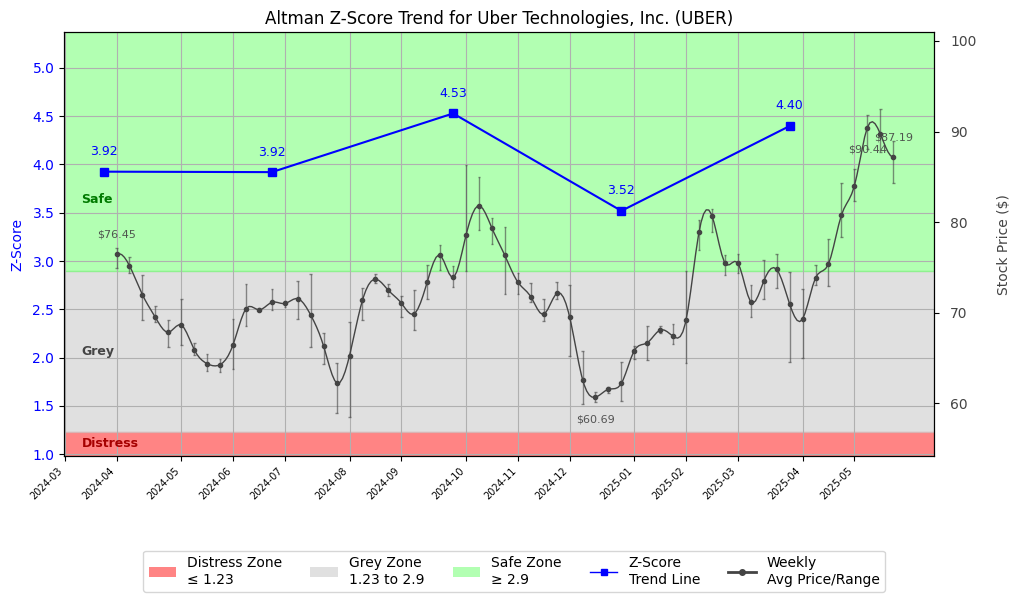 Altman Z-Score Trend for Uber Technologies, Inc. (UBER)
Z-Score
5.0
4.5
4.0
3.5
3.0
2.5
2.0
1.5
1.0
100
90
80
70
60
Stock Price ($)
3.92
3.92
4.53
3.52
4.40
Safe
Grey
Distress
$76.45
$60.69
$90.44
$87.19
2024-03
2024-04
2024-05
2024-06
2024-07
2024-08
2024-09
2024-10
2024-11
2024-12
2025-01
2025-02
2025-03
2025-04
2025-05
Distress Zone
≤ 1.23
Grey Zone
1.23 to 2.9
Safe Zone
≥ 2.9
Z-Score
Trend Line
Weekly
Avg Price/Range